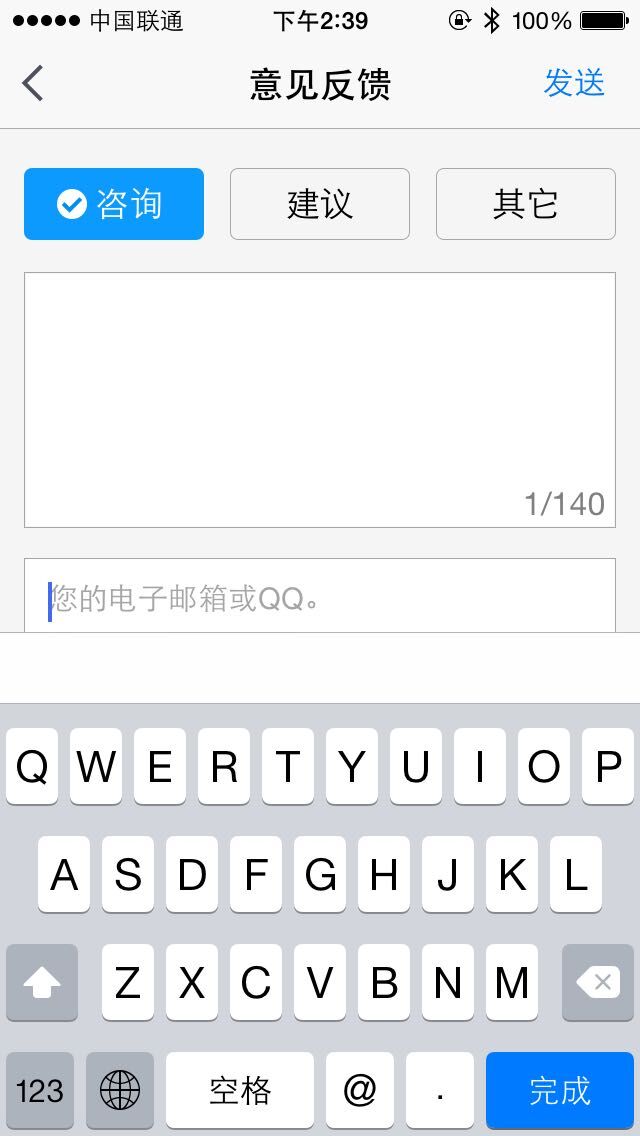 中国联通 下午2:39 100%
意见反馈 发送
咨询 建议 其它
1/140
您的电子邮箱或QQ。
Q W E R T Y U I O P
A S D F G H J K L
Z X C V B N M
123 空格 @ . 完成